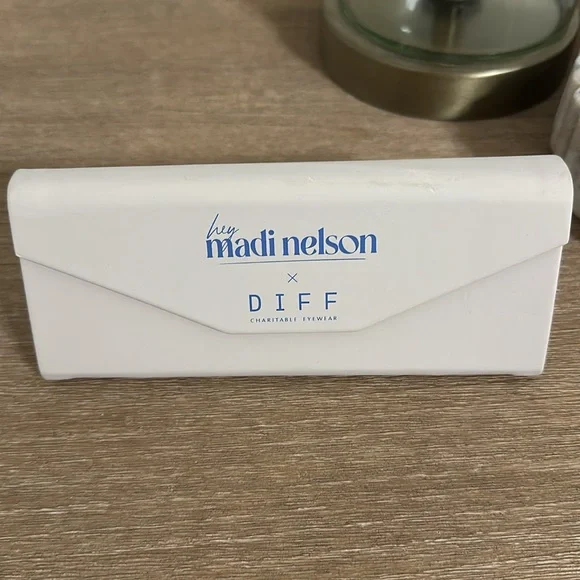 hey
madi nelson
×
DIFF
CHARITABLE EYEWEAR